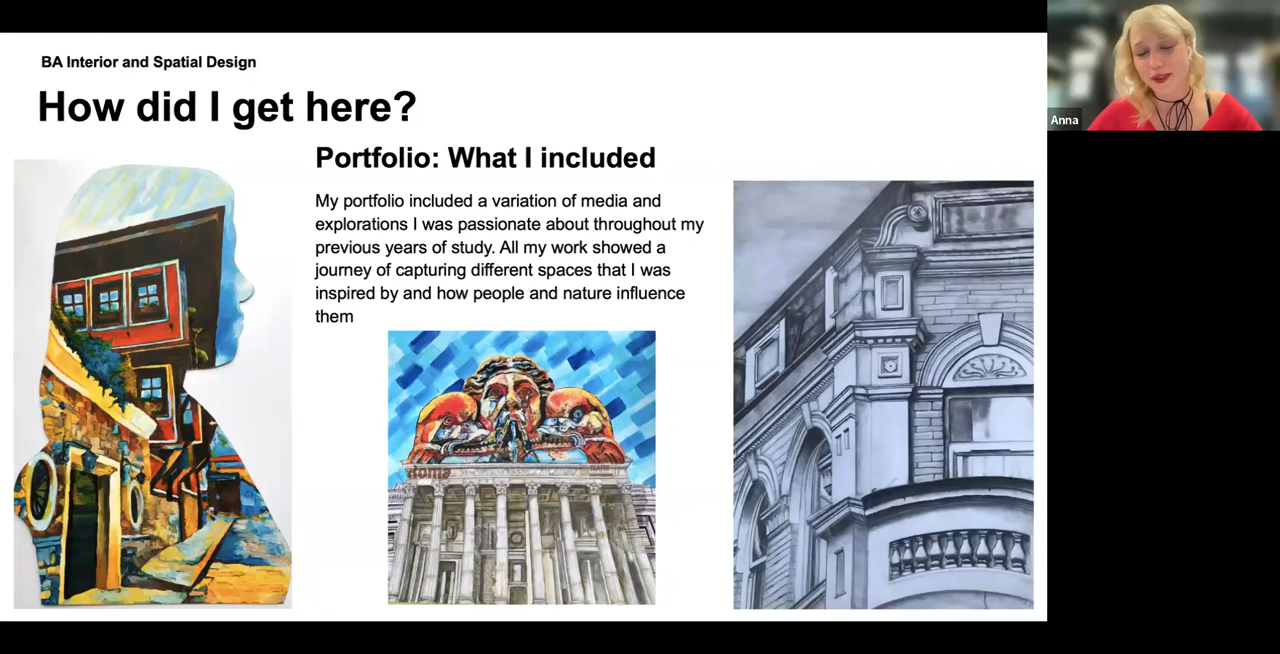 BA Interior and Spatial Design
How did I get here?
Portfolio: What I included
My portfolio included a variation of media and
explorations I was passionate about throughout my
previous years of study. All my work showed a
journey of capturing different spaces that I was
inspired by and how people and nature influence
them
Roma
Anna